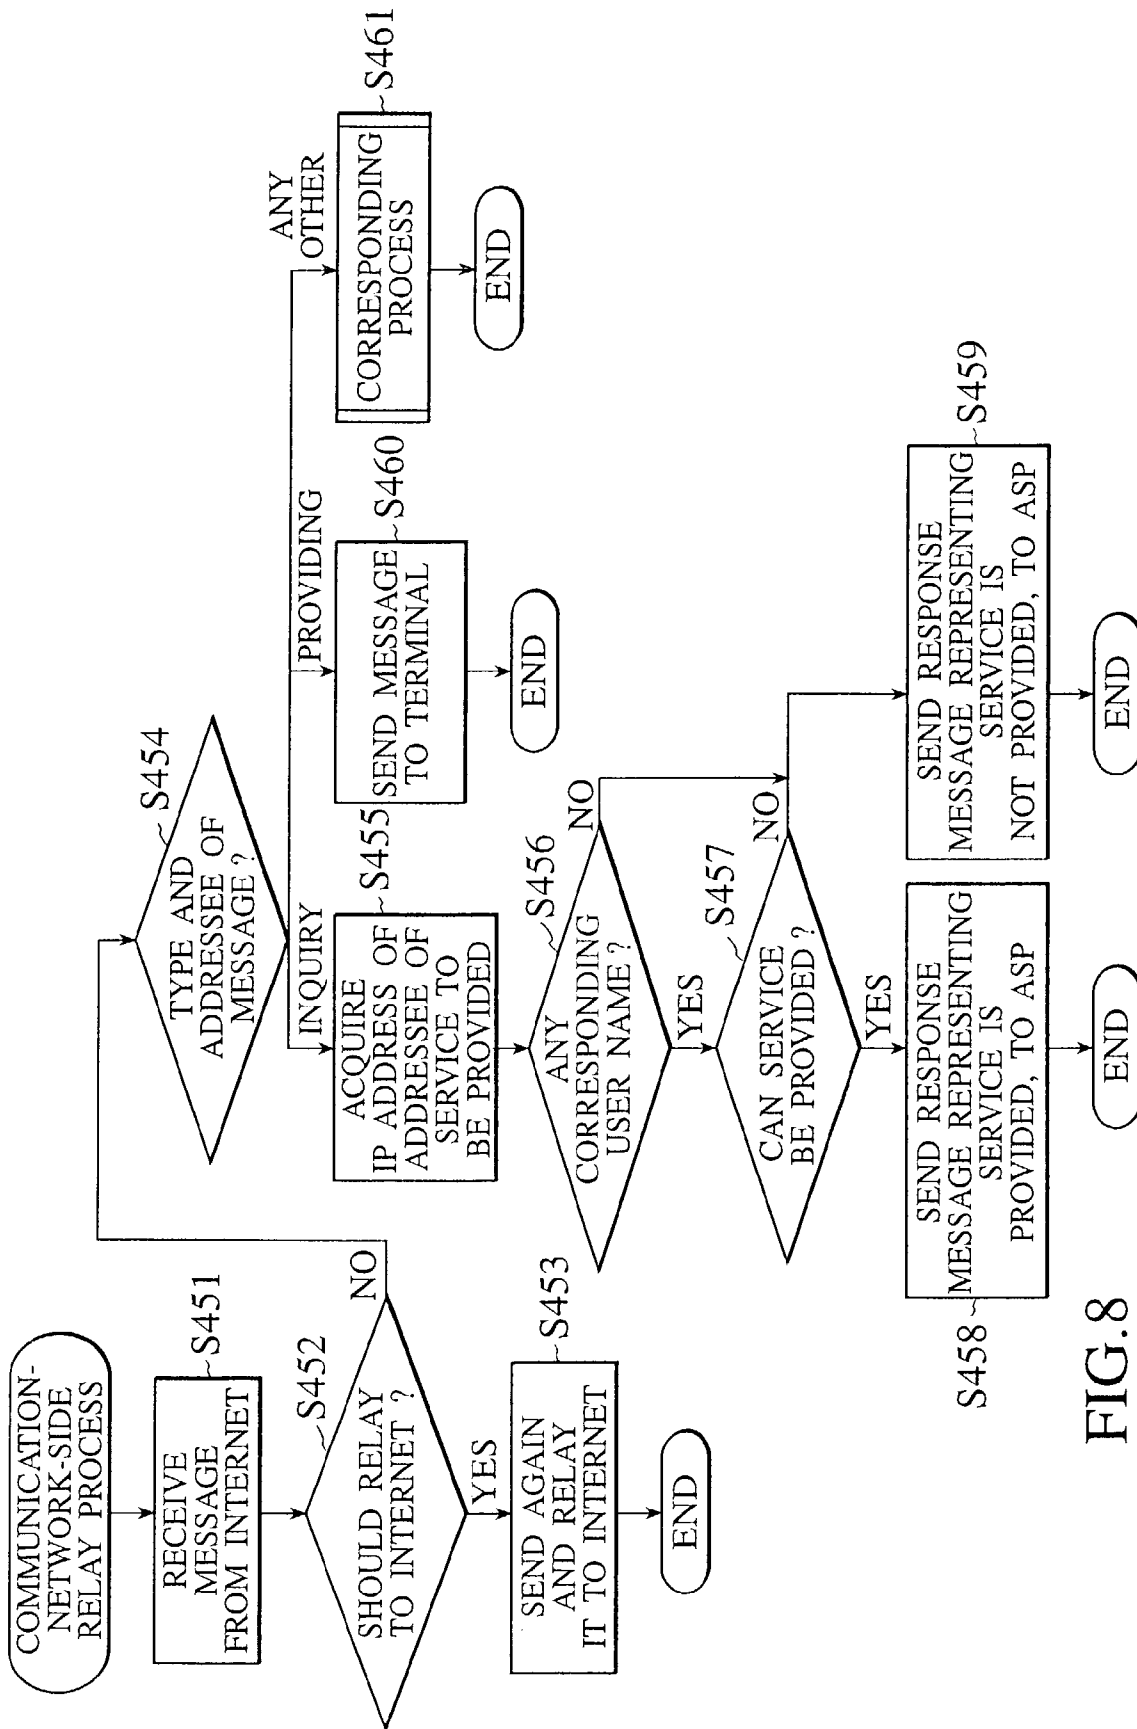 COMMUNICATION-
NETWORK-SIDE
RELAY PROCESS
RECEIVE
MESSAGE
FROM INTERNET
S451
SHOULD RELAY
TO INTERNET ?
S452
NO
YES
SEND AGAIN
AND RELAY
IT TO INTERNET
S453
END
TYPE AND
ADDRESSEE OF
MESSAGE ?
S454
INQUIRY
PROVIDING
ANY
OTHER
ACQUIRE
IP ADDRESS OF
ADDRESSEE OF
SERVICE TO
BE PROVIDED
S455
SEND MESSAGE
TO TERMINAL
S460
END
CORRESPONDING
PROCESS
S461
END
ANY
CORRESPONDING
USER NAME ?
S456
NO
YES
CAN SERVICE
BE PROVIDED ?
S457
NO
YES
SEND RESPONSE
MESSAGE REPRESENTING
SERVICE IS
PROVIDED, TO ASP
S458
END
SEND RESPONSE
MESSAGE REPRESENTING
SERVICE IS
NOT PROVIDED, TO ASP
S459
END
FIG.8